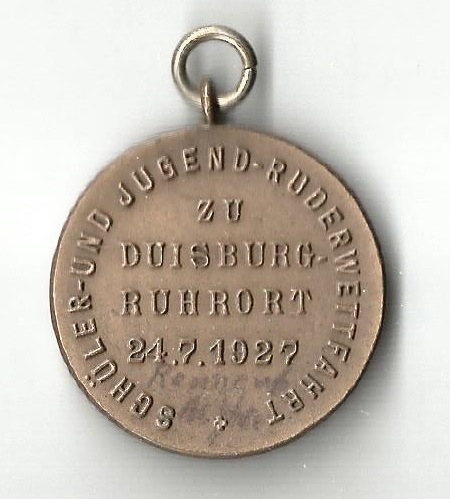 SCHÜLER-UND JUGEND-RUDERWETTFAHRT
ZU
DUISBURG-
RUHRORT
24.7.1927